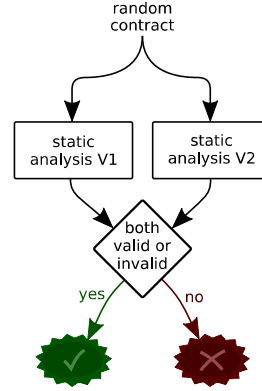 random
contract
static
analysis V1
static
analysis V2
both
valid or
invalid
yes
no